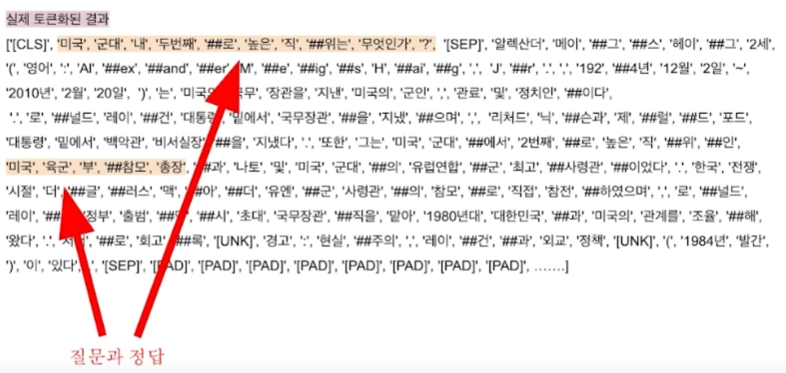 실제 토큰화된 결과
['[CLS]', '미국', '군대', '내', '두번째', '##로', '높은', '직', '##위는', '무엇인가', '?', '[SEP]', '알렉산더', '메이', '##그', '##스', '헤이', '##그', '2세',
'(', '영어', ':', 'Al', '##ex', '##and', '##er', 'M', '##e', '##ig', '##s', 'H', '##ai', '##g', ',', 'J', '##r', '.', ',', '192', '##4년', '12월', '2일', '~',
'2010년', '2월', '20일', ')', '는', '미국의', '장관을', '지낸', '미국의', '군인', ',', '관료', '및', '정치인', '##이다',
'.', '로', '##널드', '레이', '##건', '대통령', '밑에서', '국무장관', '##을', '지냈', '##으며', ',', '리처드', '닉', '##슨과', '제', '##럴', '##드', '포드',
'대통령', '밑에서', '백악관', '비서실장', '##을', '지냈다', '.', '또한', '그는', '미국', '군대', '##에서', '2번째', '##로', '높은', '직', '##위', '##인',
'미국', '육군', '부', '##참모', '총장', '##과', '나토', '및', '미국', '군대', '##의', '유럽연합', '##군', '최고', '##사령관', '##이었다', '.', '한국', '전쟁',
'시절', '더', '##글', '##러스', '맥', '##아', '##더', '유엔', '##군', '사령관', '##의', '참모', '##로', '직접', '참전', '##하였으며', ',', '로', '##널드',
'레이', '정부', '출범', '##시', '초대', '국무장관', '##직을', '맡아', '1980년대', '대한민국', '##과', '미국의', '관계를', '조율', '##해',
'왔다', '.', '##로', '회고', '##록', '[UNK]', '경고', ':', '현실', '##주의', ',', '레이', '##건', '##과', '외교', '정책', '[UNK]', '(', '1984년', '발간',
')', '이', '있다', '.', '[SEP]', '[PAD]', '[PAD]', '[PAD]', '[PAD]', '[PAD]', '[PAD]', '[PAD]', '[PAD]', …….]
질문과 정답